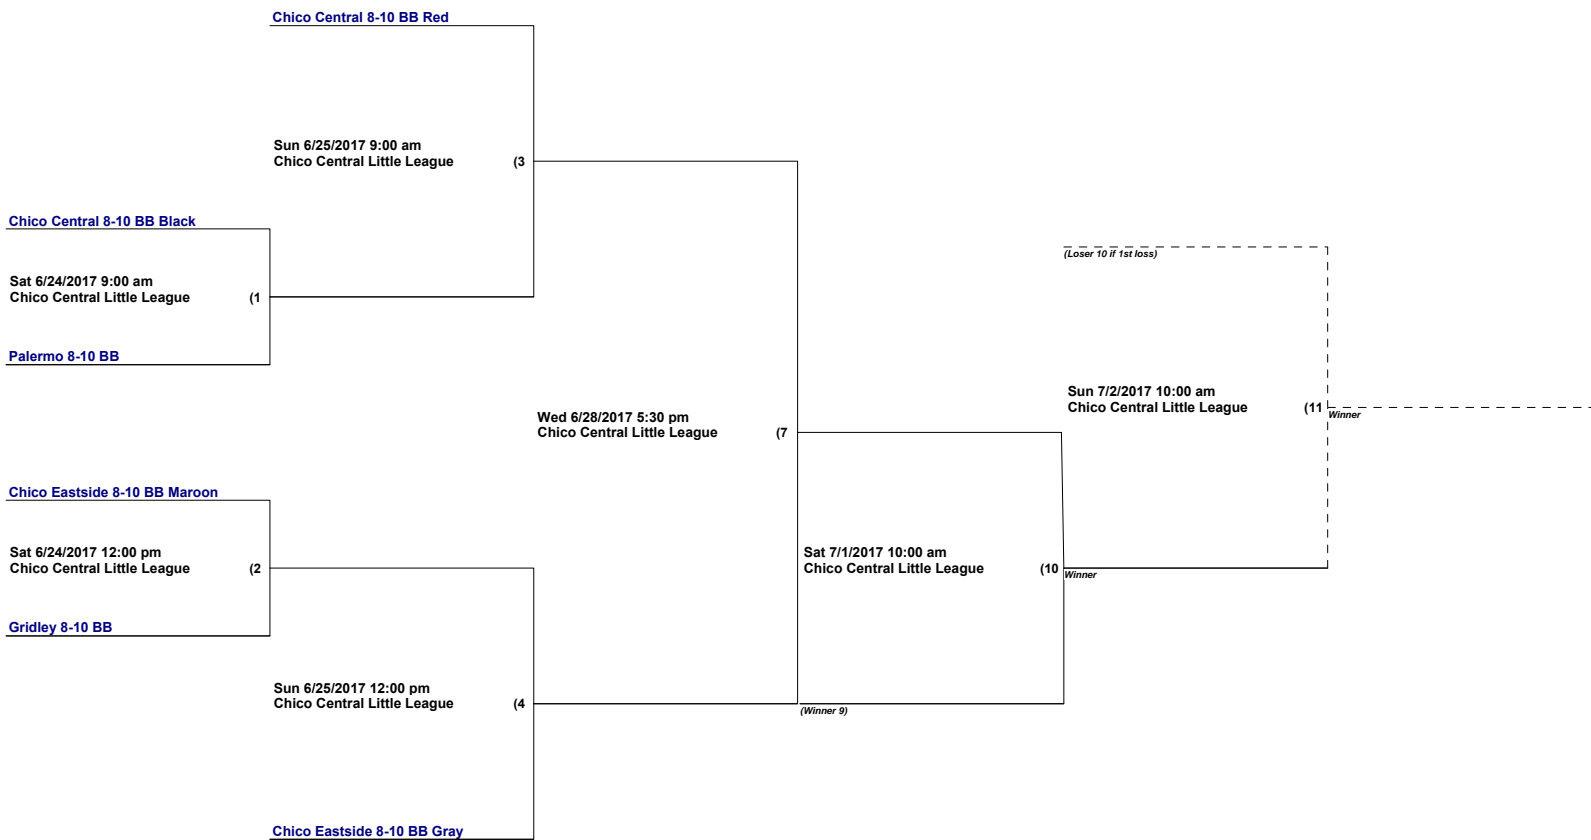 Chico Central 8-10 BB Red
Sun 6/25/2017 9:00 am
Chico Central Little League (3
Chico Central 8-10 BB Black
Sat 6/24/2017 9:00 am
Chico Central Little League (1
Palermo 8-10 BB
(Loser 10 if 1st loss)
Sun 7/2/2017 10:00 am
Chico Central Little League (11
Winner
Wed 6/28/2017 5:30 pm
Chico Central Little League (7
Chico Eastside 8-10 BB Maroon
Sat 6/24/2017 12:00 pm
Chico Central Little League (2
Gridley 8-10 BB
Sat 7/1/2017 10:00 am
Chico Central Little League (10
Winner
Sun 6/25/2017 12:00 pm
Chico Central Little League (4
(Winner 9)
Chico Eastside 8-10 BB Gray